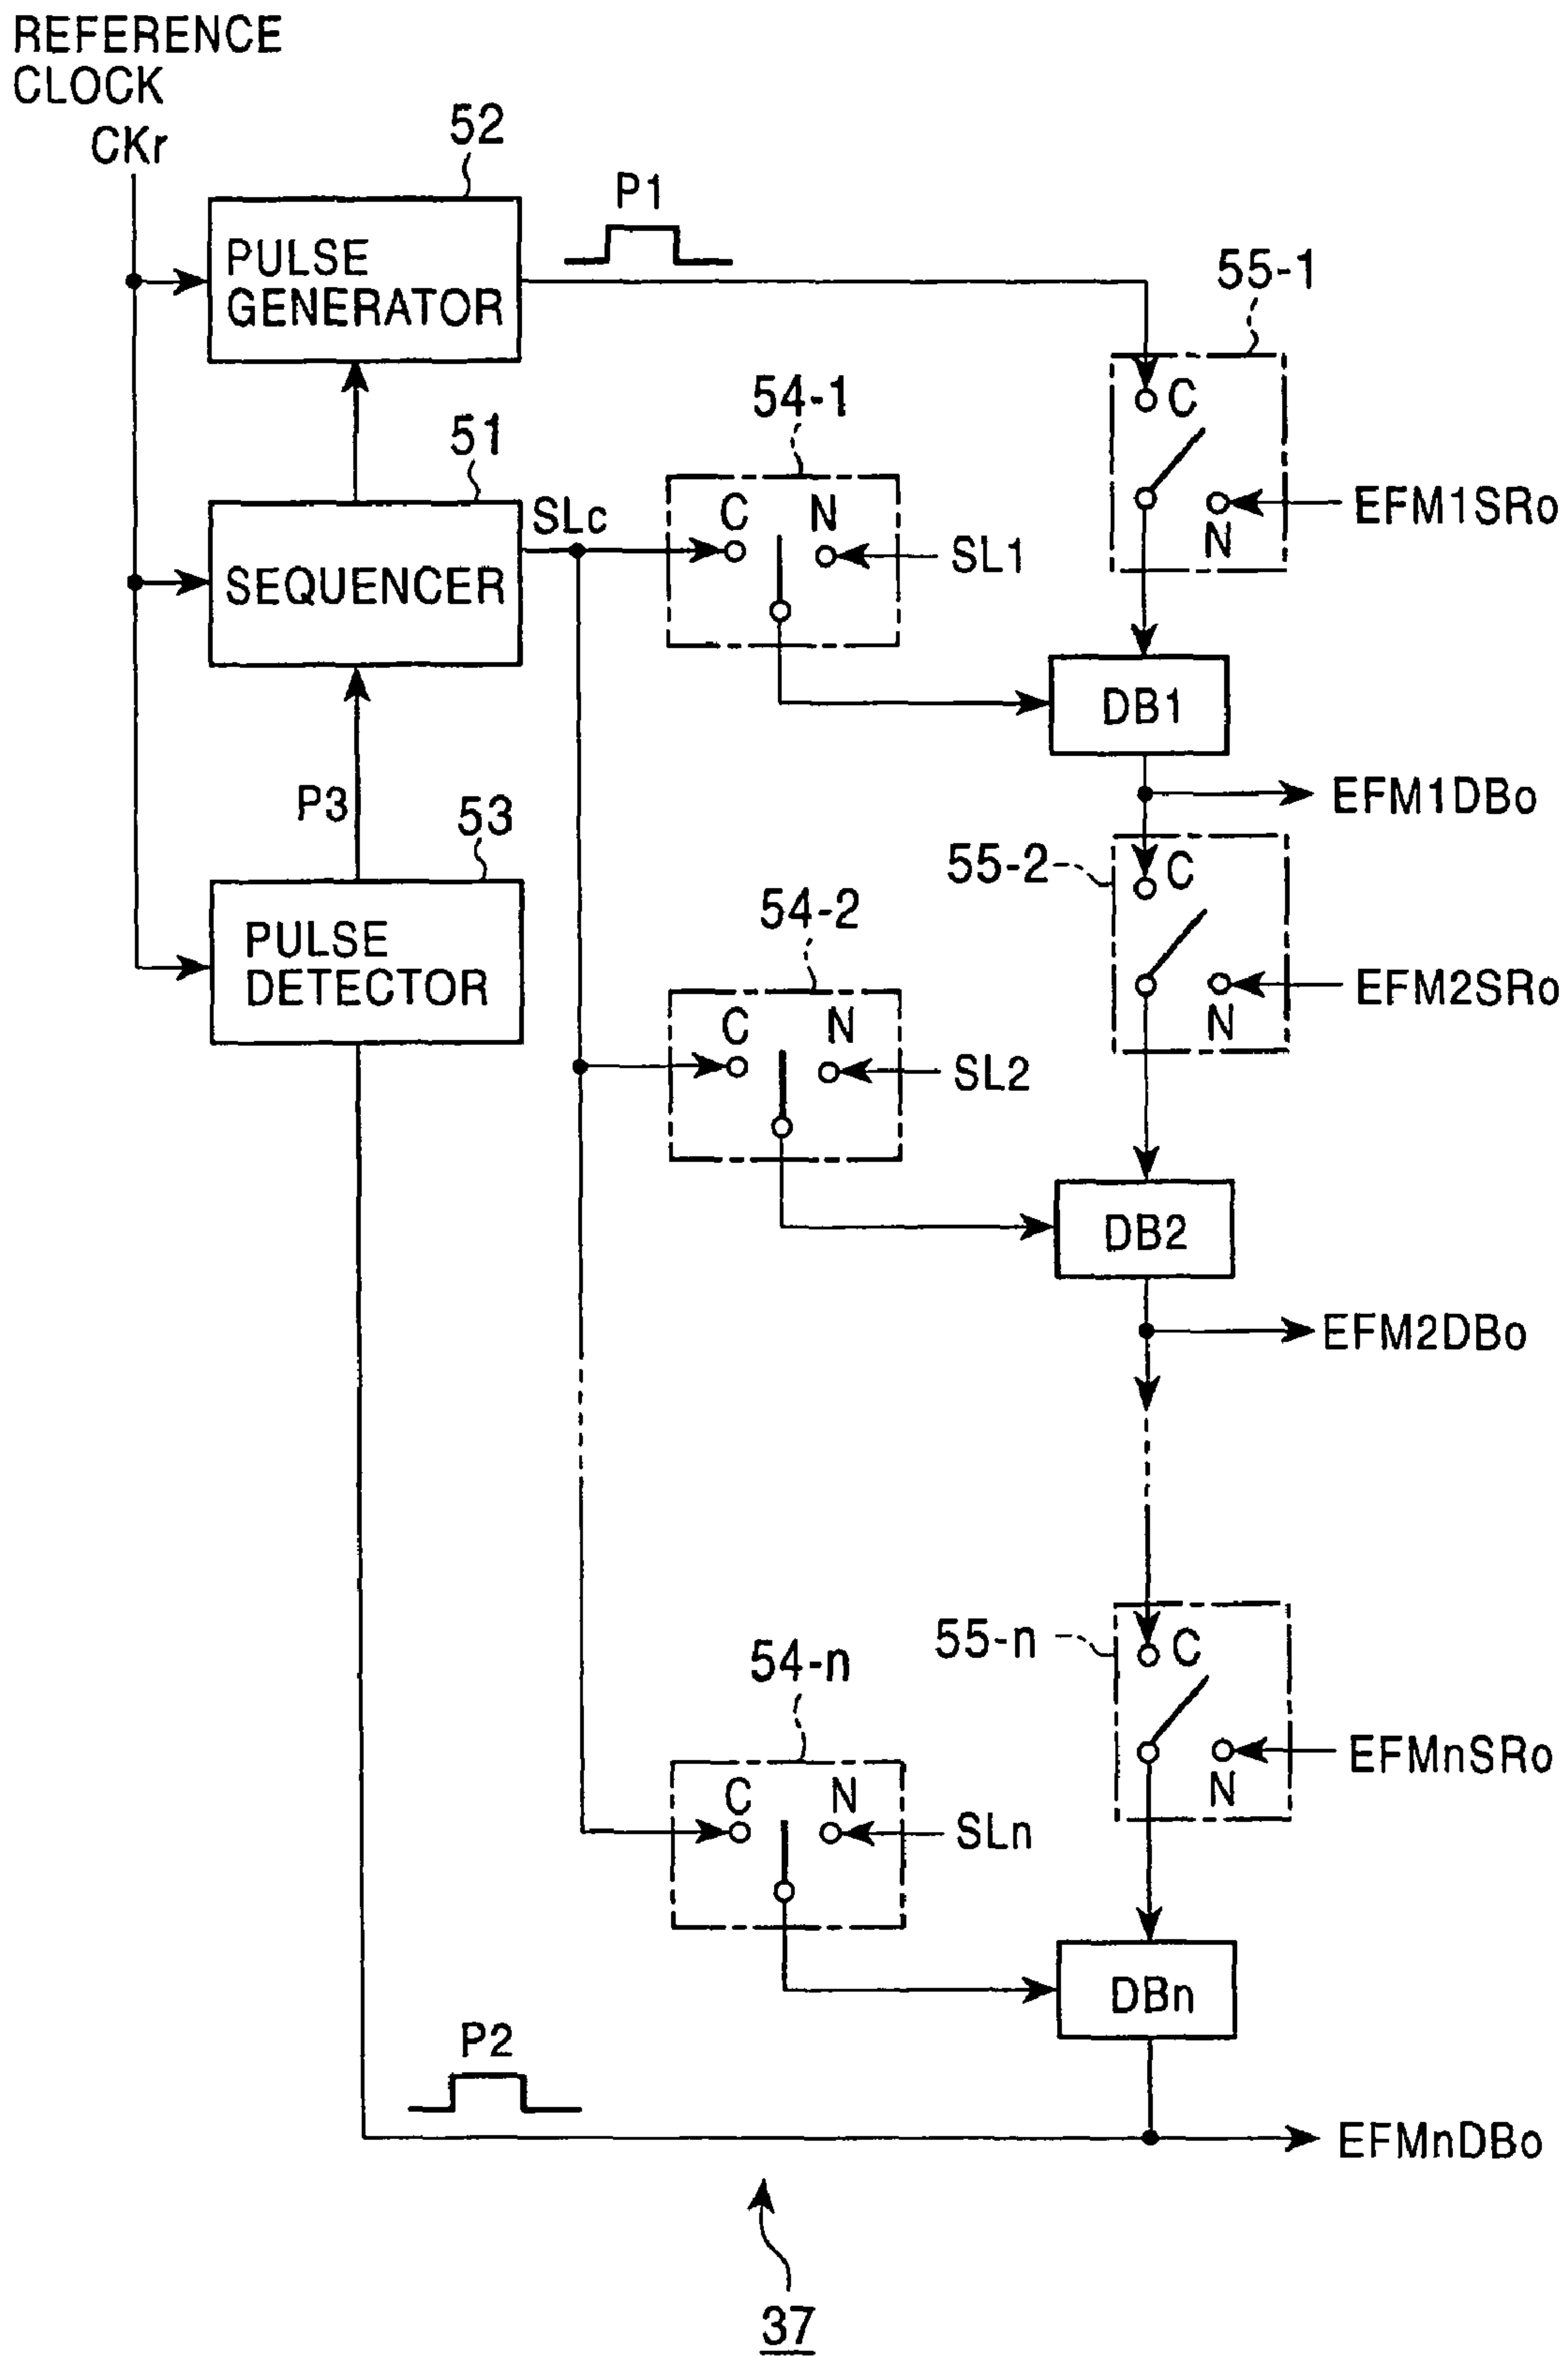 REFERENCE
CLOCK
CKr
52
P1
PULSE
GENERATOR
55-1
C
N
EFM1SRo
51
SLc
SEQUENCER
54-1
C
N
SL1
DB1
EFM1DBo
P3
53
PULSE
DETECTOR
55-2
C
N
EFM2SRo
54-2
C
N
SL2
DB2
EFM2DBo
55-n
C
N
EFMnSRo
54-n
C
N
SLn
DBn
P2
EFMnDBo
37